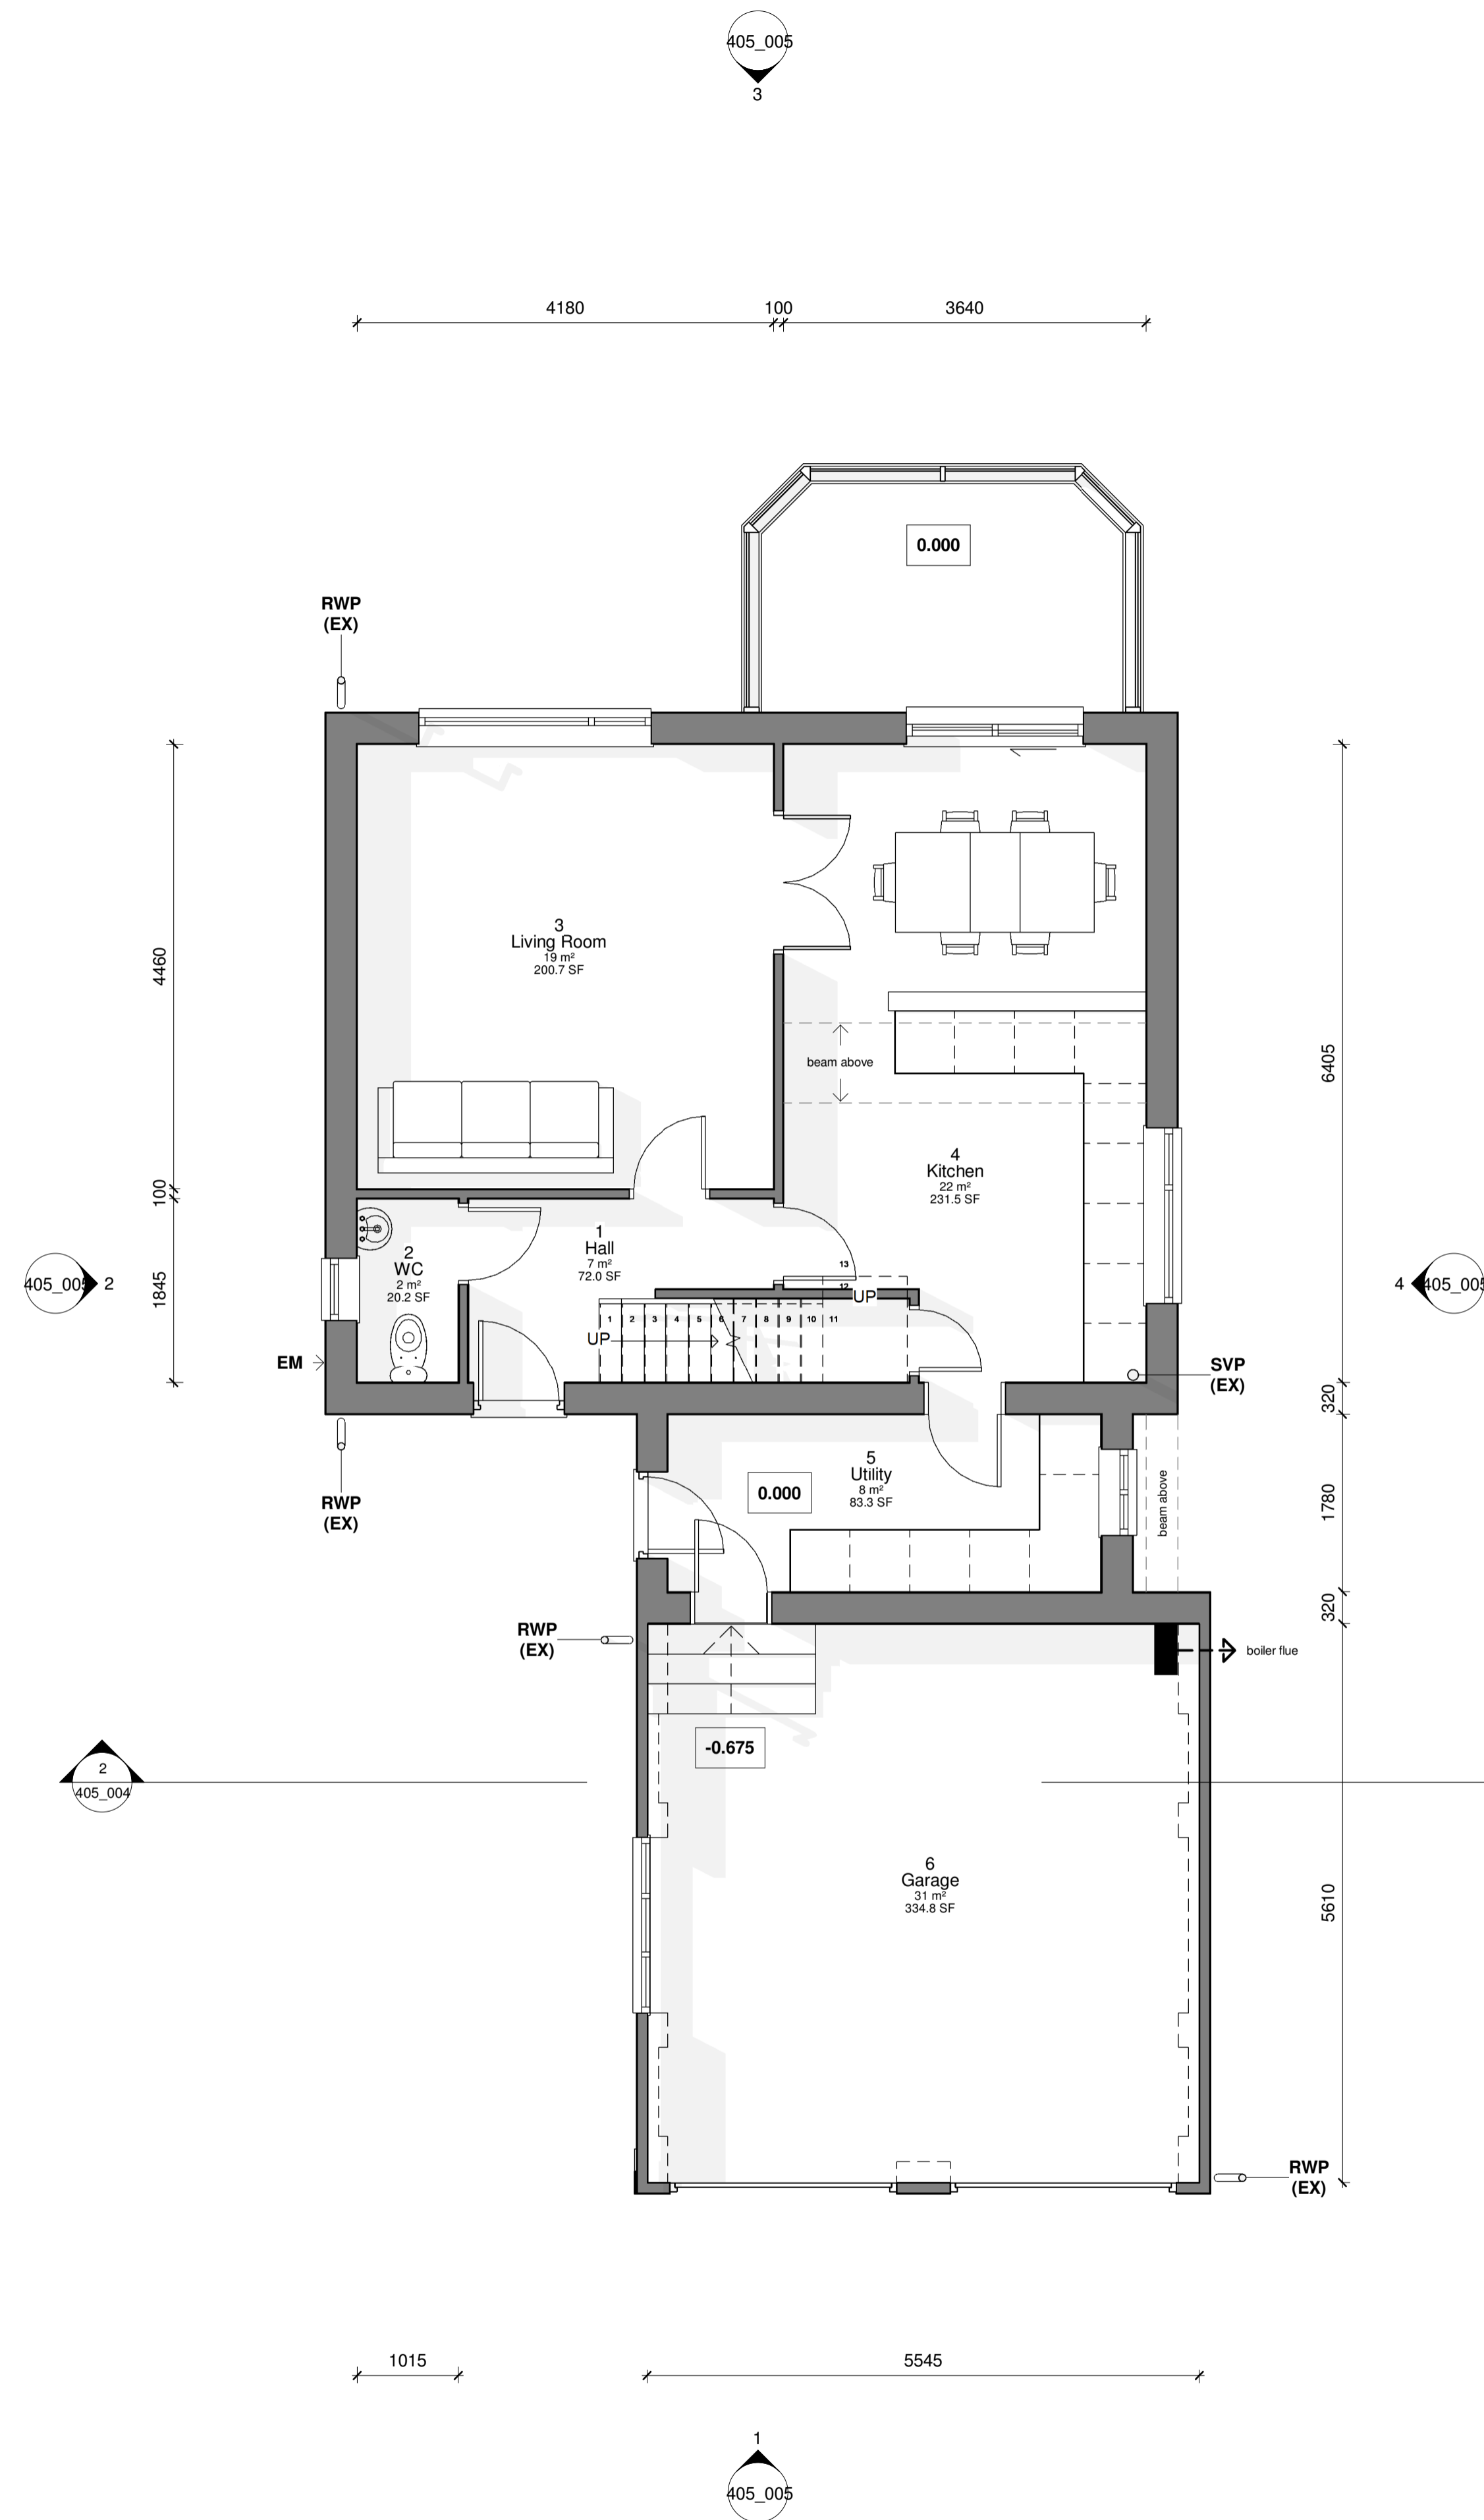 405_005
3
4180
100
3640
0.000
RWP
(EX)
3
Living Room
19 m²
200.7 SF
4460
6405
beam above
4
Kitchen
22 m²
231.5 SF
100
1
Hall
7 m²
72.0 SF
2
WC
2 m²
20.2 SF
405_005
2
1845
13
12
UP
4
405_005
1 2 3 4 5 6 7 8 9 10 11
UP
EM
SVP
(EX)
320
RWP
(EX)
5
Utility
8 m²
83.3 SF
0.000
beam above
1780
320
RWP
(EX)
boiler flue
-0.675
2
405_004
6
Garage
31 m²
334.8 SF
5610
RWP
(EX)
1015
5545
1
405_005